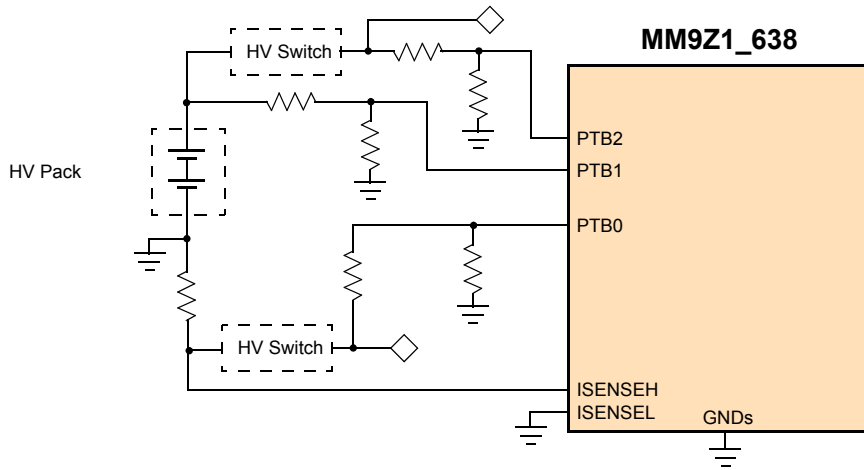 MM9Z1_638
HV Switch
PTB2
PTB1
HV Pack
PTB0
HV Switch
ISENSEH
ISENSEL
GNDs